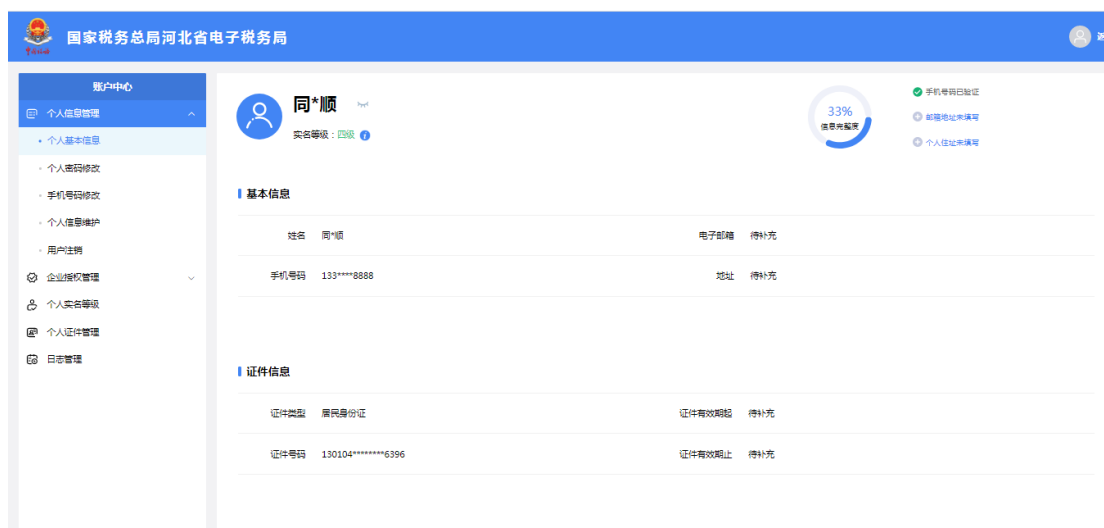 国家税务总局河北省电子税务局
账户中心
个人信息管理
个人基本信息
个人密码修改
手机号码修改
个人信息维护
用户注销
企业授权管理
个人实名等级
个人证件管理
日志管理
同*顺
实名等级：四级
33%
信息完整度
手机号码已验证
邮箱地址未填写
个人住址未填写
基本信息
姓名 同*顺 电子邮箱 待补充
手机号码 133****8888 地址 待补充
证件信息
证件类型 居民身份证 证件有效期起 待补充
证件号码 130104********6396 证件有效期止 待补充